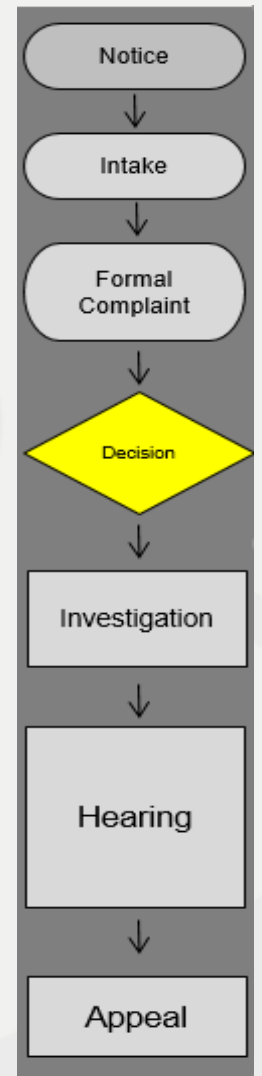 Notice
Intake
Formal
Complaint
Decision
Investigation
Hearing
Appeal